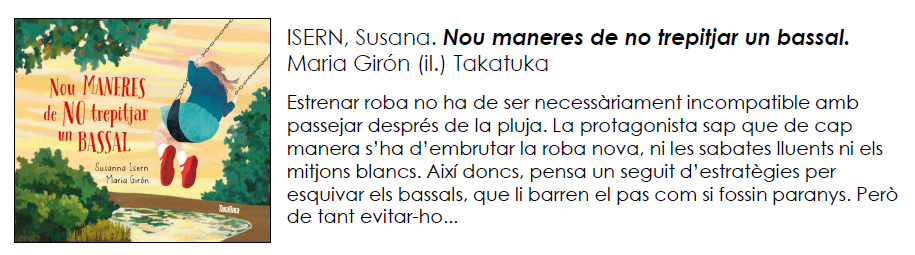 Nou MANERES
de NO trepitjar
un BASSAL
Susanna Isern
Maria Girón
TAKATUKA
ISERN, Susana. Nou maneres de no trepitjar un bassal.
Maria Girón (il.) Takatuka
Estrenar roba no ha de ser necessàriament incompatible amb
passejar després de la pluja. La protagonista sap que de cap
manera s’ha d’embrutar la roba nova, ni les sabates lluents ni els
mitjons blancs. Així doncs, pensa un seguit d’estratègies per
esquivar els bassals, que li barren el pas com si fossin paranys. Però
de tant evitar-ho...